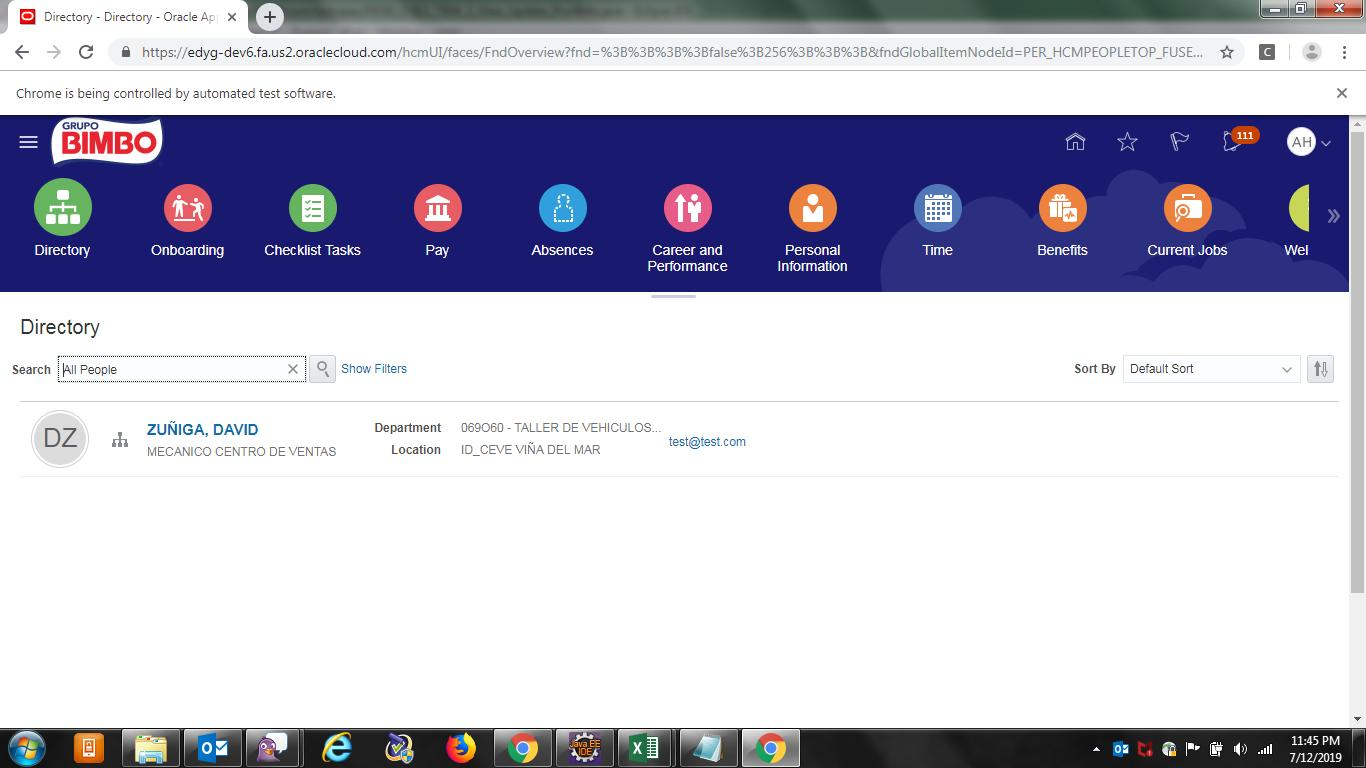 Directory - Directory - Oracle Ap
https://edyg-dev6.fa.us2.oraclecloud.com/hcmUI/faces/FndOverview?fnd=%3B%3B%3B%3Bfalse%3B256%3B%3B%3B&fndGlobalItemNodeId=PER_HCMPEOPLETOP_FUSE...
C
Chrome is being controlled by automated test software.
GRUPO
BIMBO
111
AH
Directory
Onboarding
Checklist Tasks
Pay
Absences
Career and
Performance
Personal
Information
Time
Benefits
Current Jobs
Wel
Directory
Search
All People
Show Filters
Sort By
Default Sort
DZ
ZUÑIGA, DAVID
MECANICO CENTRO DE VENTAS
Department
069O60 - TALLER DE VEHICULOS...
Location
ID_CEVE VIÑA DEL MAR
test@test.com
Java EE
IDE
11:45 PM
7/12/2019